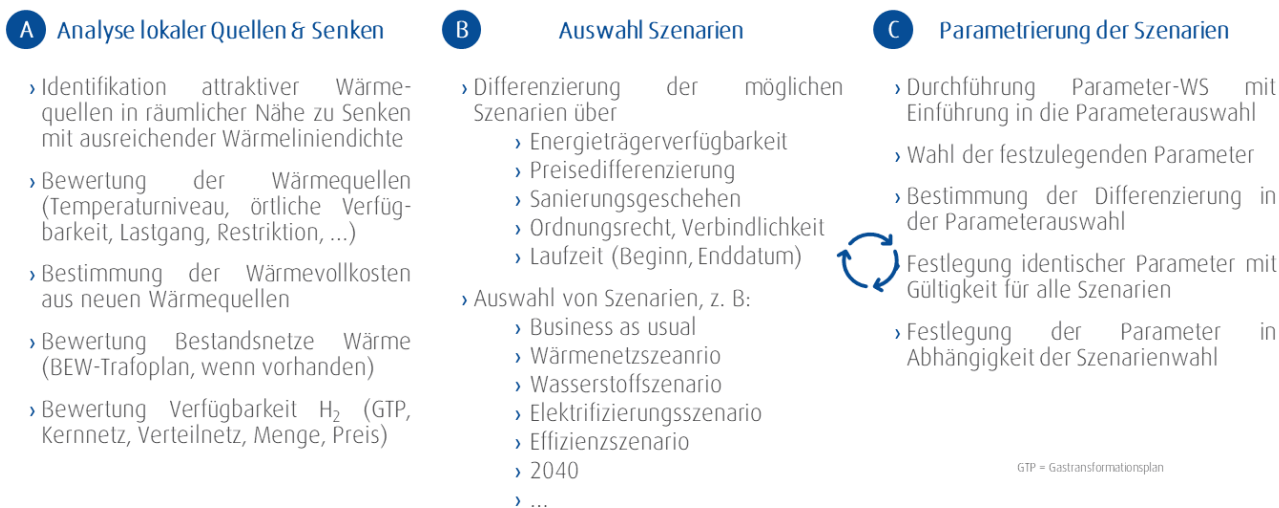 A Analyse lokaler Quellen & Senken
› Identifikation attraktiver Wärme-
quellen in räumlicher Nähe zu Senken
mit ausreichender Wärmeliniendichte
› Bewertung der Wärmequellen
(Temperaturniveau, örtliche Verfüg-
barkeit, Lastgang, Restriktion, ...)
› Bestimmung der Wärmevollkosten
aus neuen Wärmequellen
› Bewertung Bestandsnetze Wärme
(BEW-Trafoplan, wenn vorhanden)
› Bewertung Verfügbarkeit H₂ (GTP,
Kernnetz, Verteilnetz, Menge, Preis)
B Auswahl Szenarien
› Differenzierung der möglichen
Szenarien über
› Energieträgerverfügbarkeit
› Preisedifferenzierung
› Sanierungsgeschehen
› Ordnungsrecht, Verbindlichkeit
› Laufzeit (Beginn, Enddatum)
› Auswahl von Szenarien, z. B:
› Business as usual
› Wärmenetzszeanrio
› Wasserstoffszenario
› Elektrifizierungsszenario
› Effizienzszenario
› 2040
› ...
C Parametrierung der Szenarien
› Durchführung Parameter-WS mit
Einführung in die Parameterauswahl
› Wahl der festzulegenden Parameter
› Bestimmung der Differenzierung in
der Parameterauswahl
› Festlegung identischer Parameter mit
Gültigkeit für alle Szenarien
› Festlegung der Parameter in
Abhängigkeit der Szenarienwahl
GTP = Gastransformationsplan